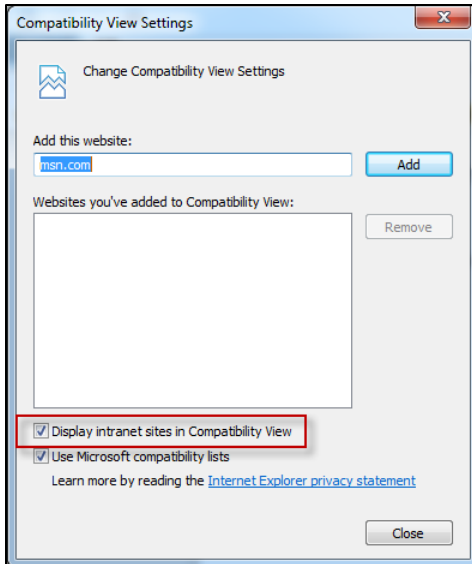 Compatibility View Settings
Change Compatibility View Settings
Add this website:
msn.com
Add
Websites you've added to Compatibility View:
Remove
Display intranet sites in Compatibility View
Use Microsoft compatibility lists
Learn more by reading the Internet Explorer privacy statement
Close